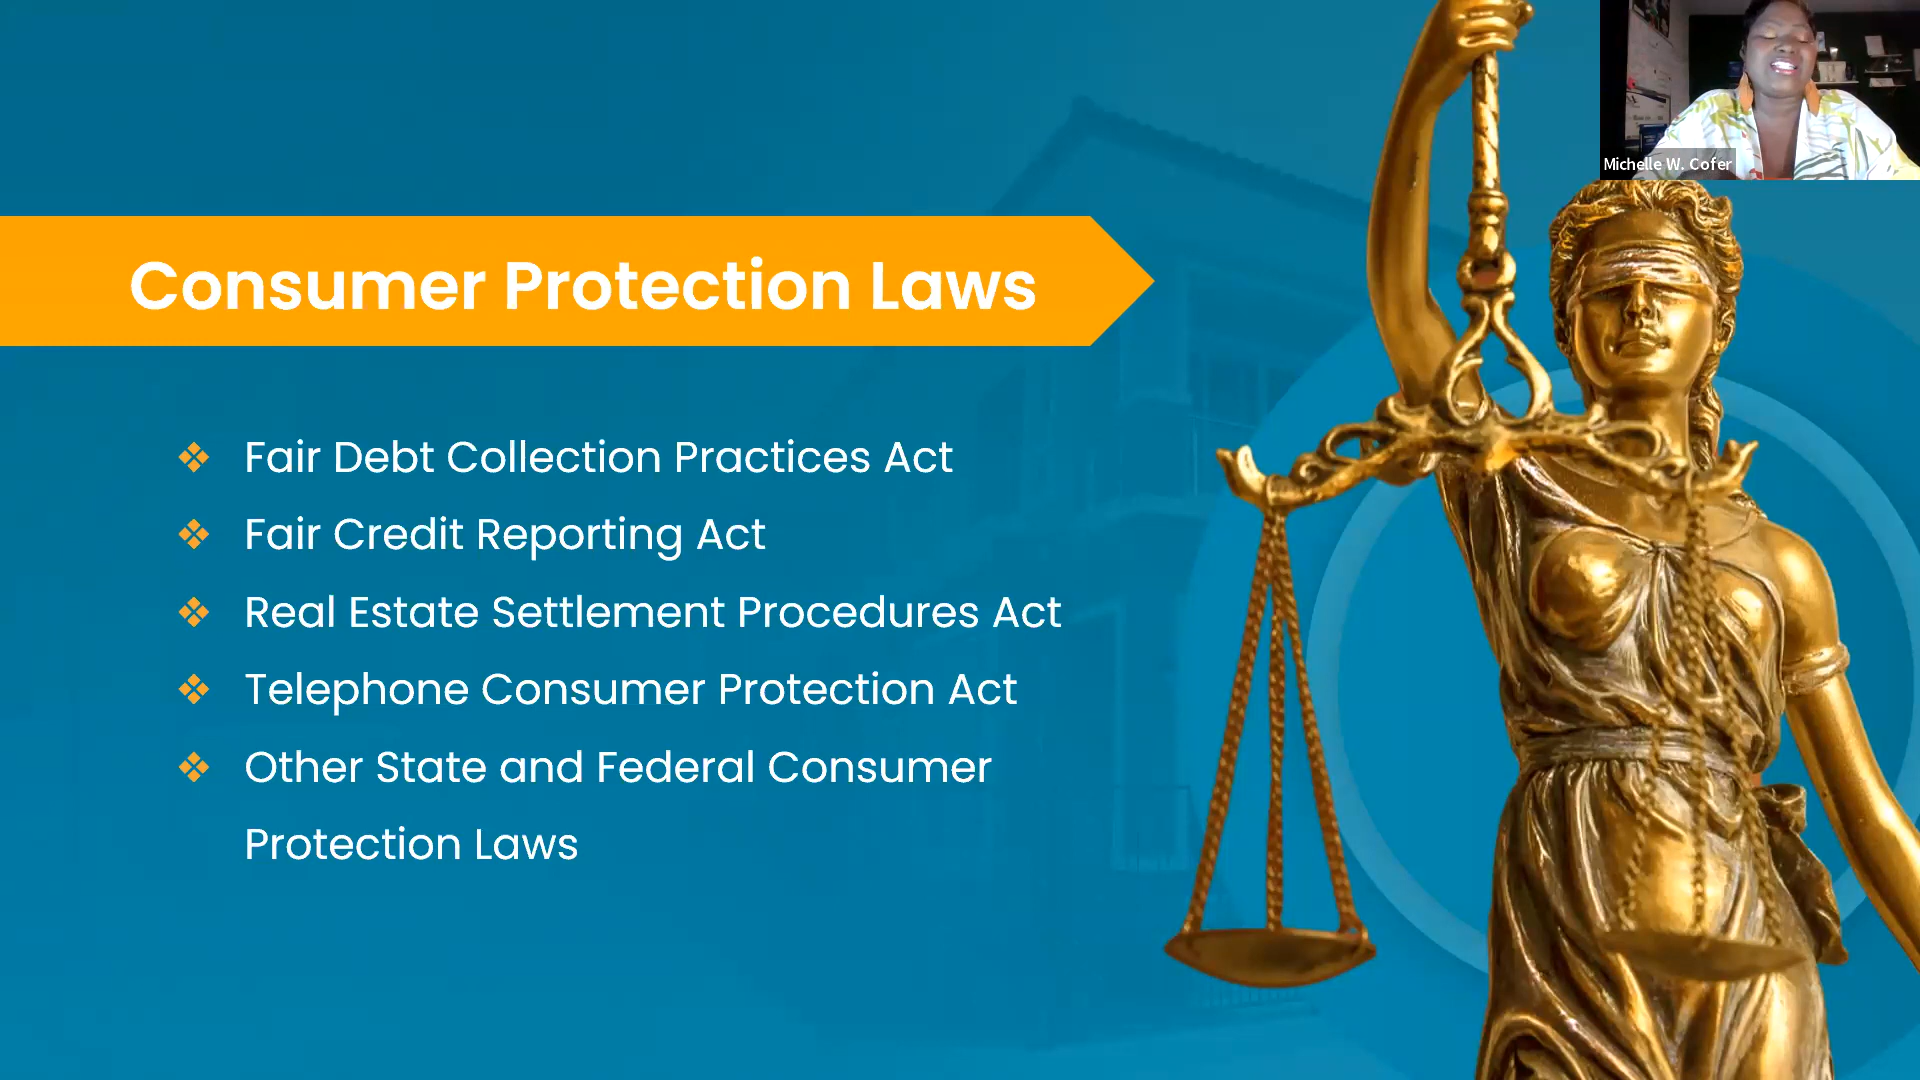 Michelle W. Cofer
Consumer Protection Laws
❖ Fair Debt Collection Practices Act
❖ Fair Credit Reporting Act
❖ Real Estate Settlement Procedures Act
❖ Telephone Consumer Protection Act
❖ Other State and Federal Consumer
Protection Laws